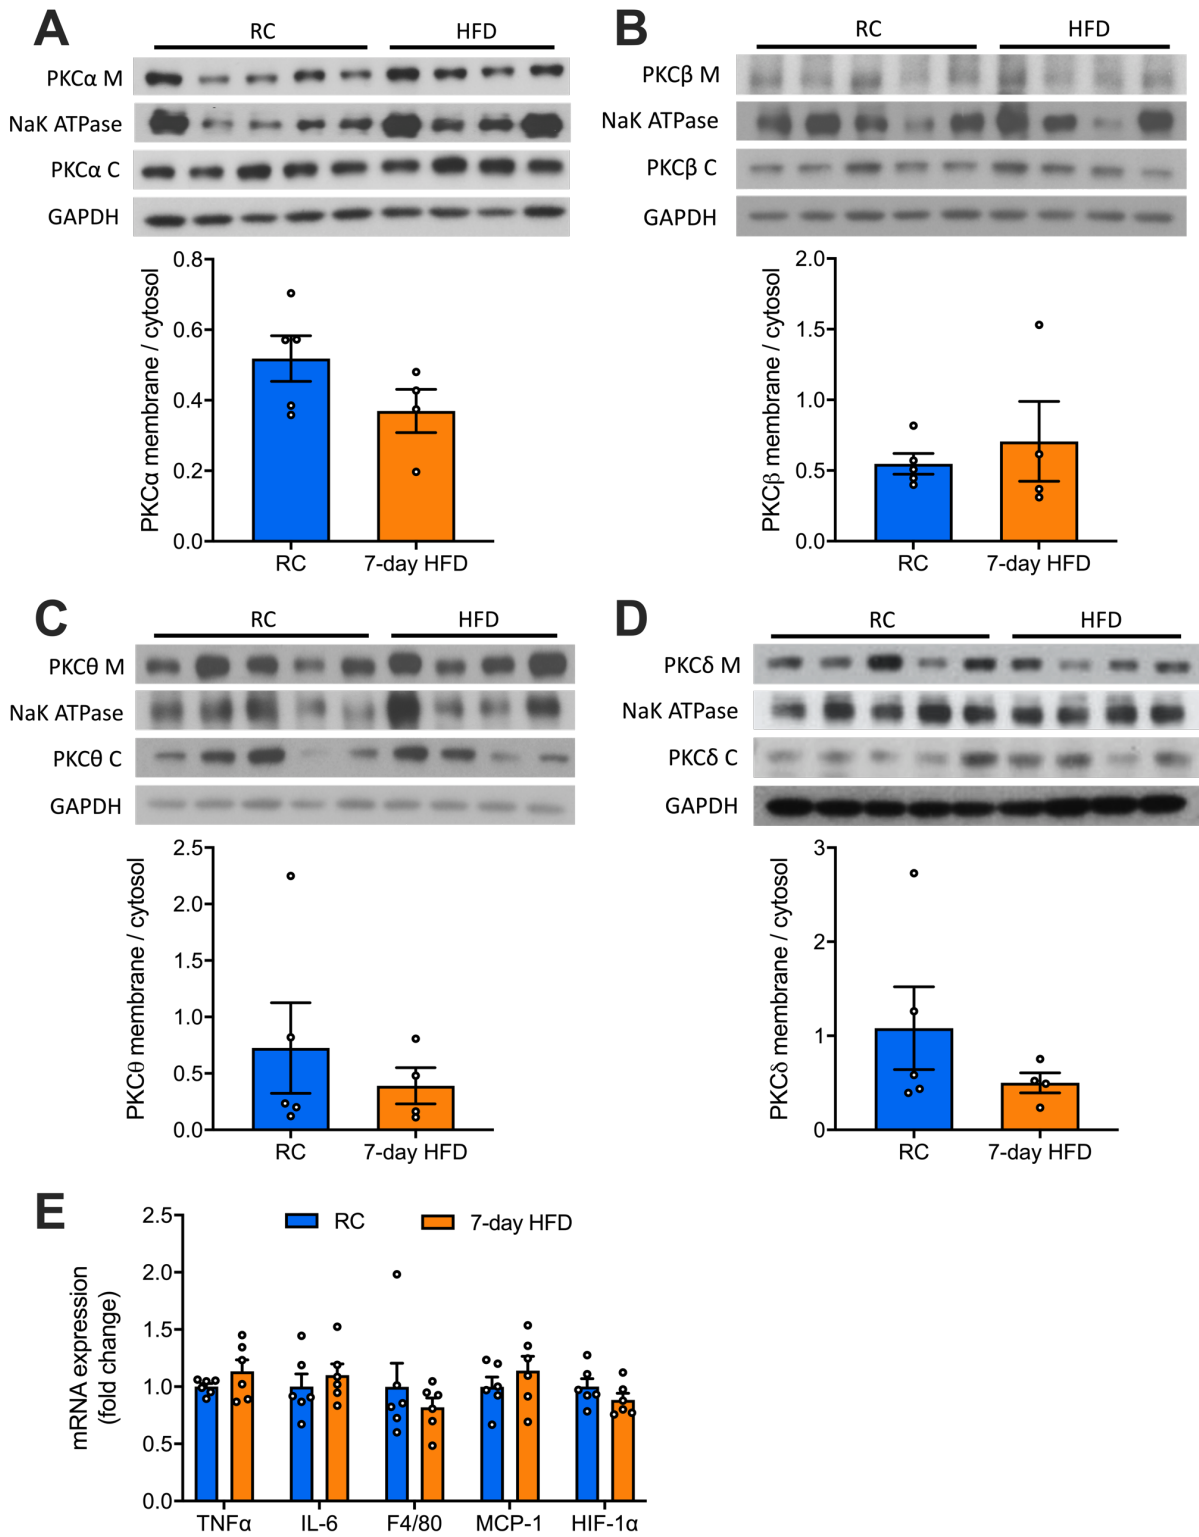 A
RC HFD
PKCα M
NaK ATPase
PKCα C
GAPDH
PKCα membrane / cytosol
0.8
0.6
0.4
0.2
0.0
RC 7-day HFD
B
RC HFD
PKCβ M
NaK ATPase
PKCβ C
GAPDH
PKCβ membrane / cytosol
2.0
1.5
1.0
0.5
0.0
RC 7-day HFD
C
RC HFD
PKCθ M
NaK ATPase
PKCθ C
GAPDH
PKCθ membrane / cytosol
2.5
2.0
1.5
1.0
0.5
0.0
RC 7-day HFD
D
RC HFD
PKCδ M
NaK ATPase
PKCδ C
GAPDH
PKCδ membrane / cytosol
3
2
1
0
RC 7-day HFD
E
RC 7-day HFD
mRNA expression
(fold change)
2.5
2.0
1.5
1.0
0.5
0.0
TNFα IL-6 F4/80 MCP-1 HIF-1α